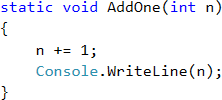 static void AddOne(int n)
{
    n += 1;
    Console.WriteLine(n);
}